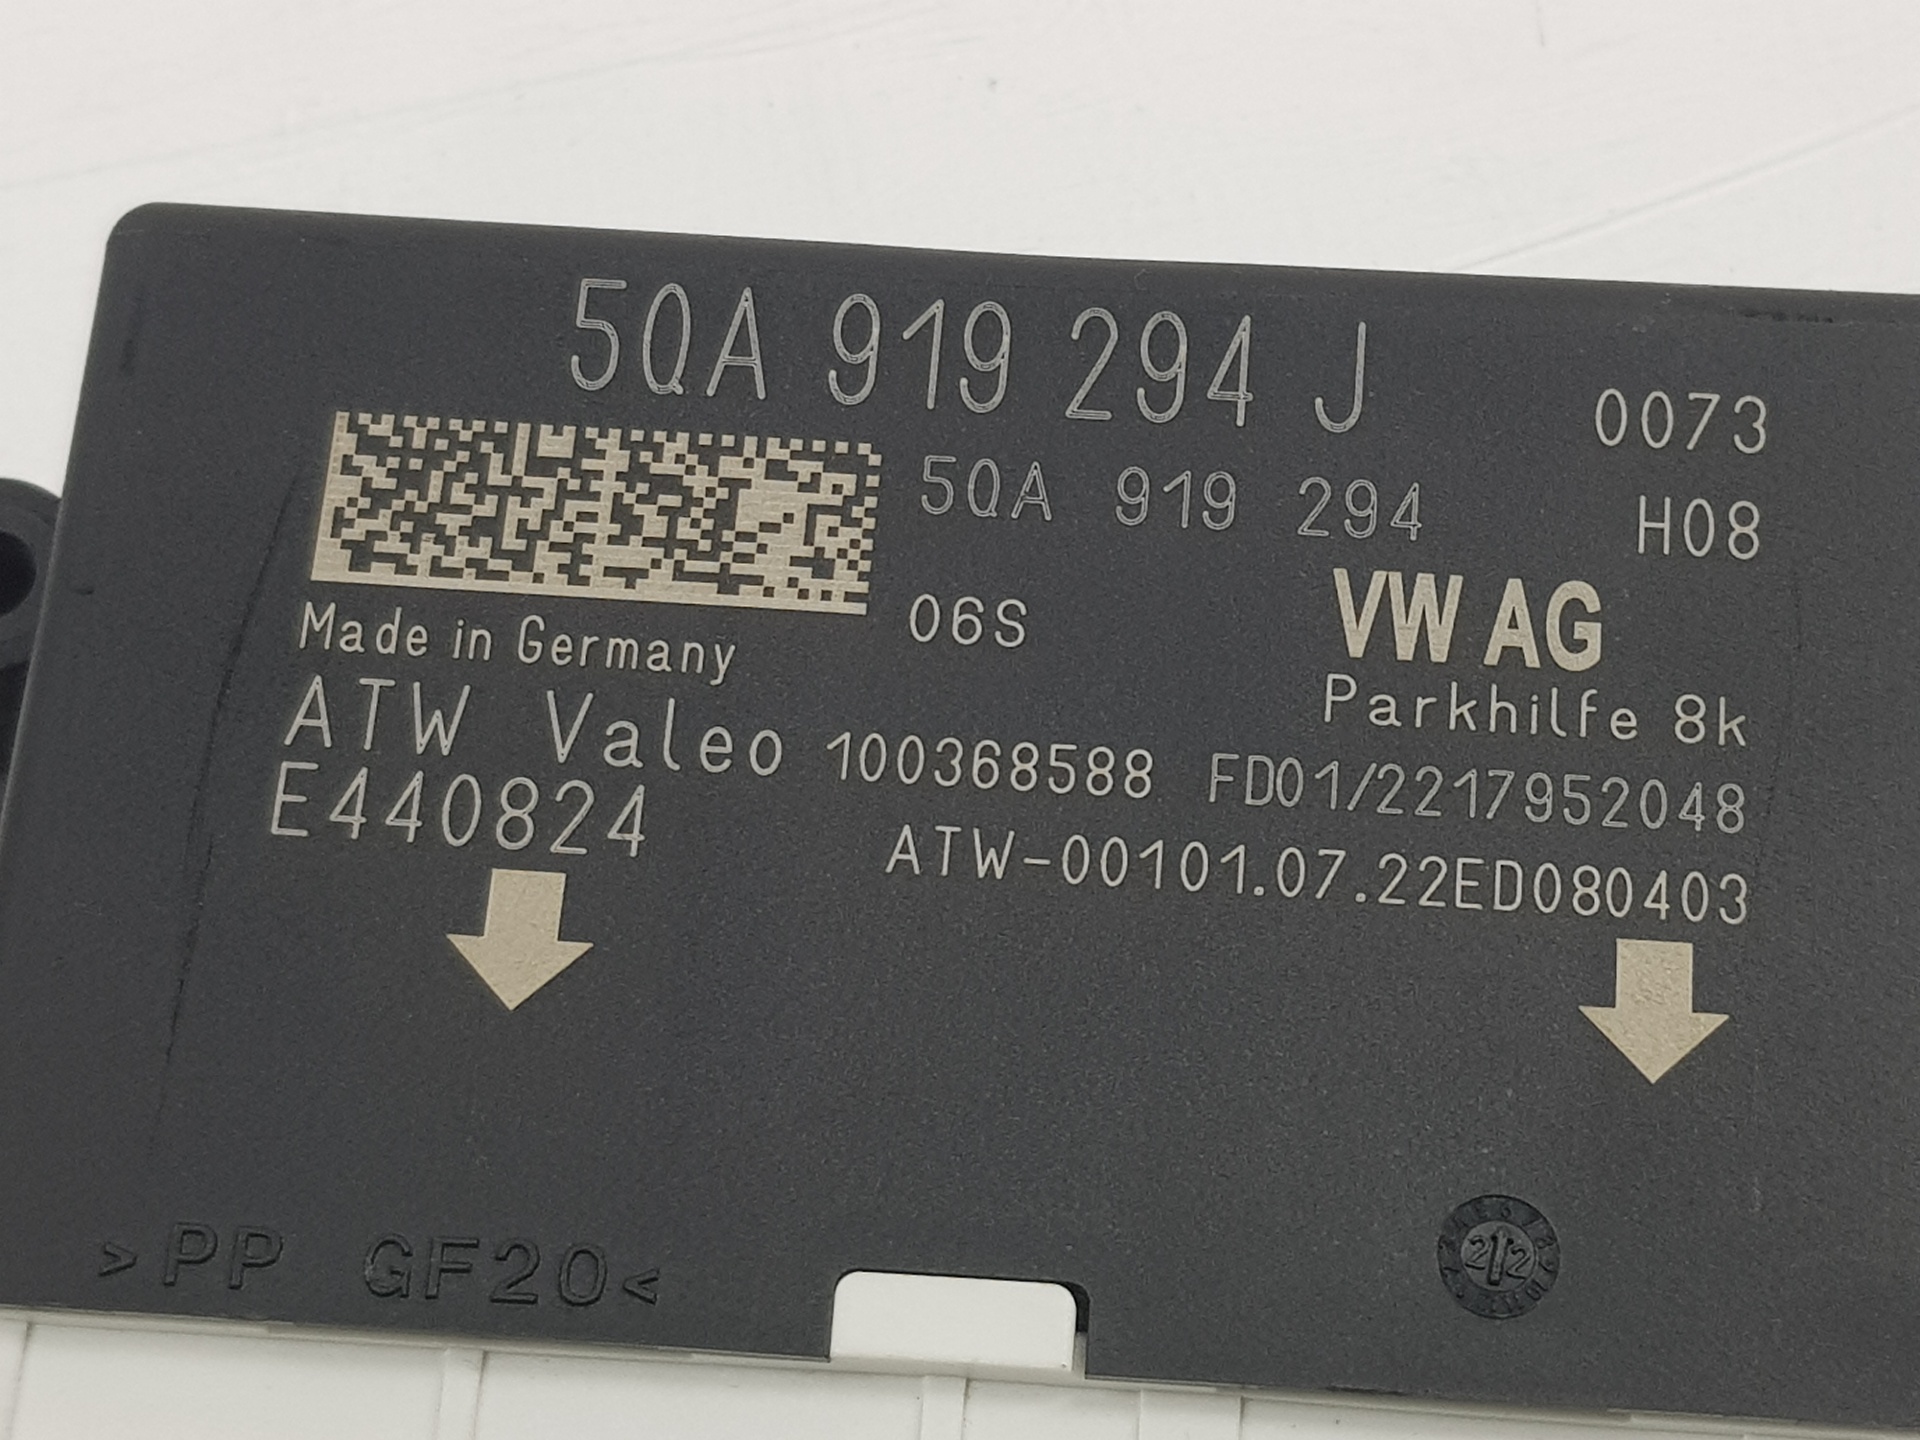 5QA 919 294 J
0073
5QA 919 294
H08
06S
VW AG
Made in Germany
Parkhilfe 8k
ATW Valeo 100368588 FD01/2217952048
E440824
ATW-00101.07.22ED080403
>PP GF20<
22